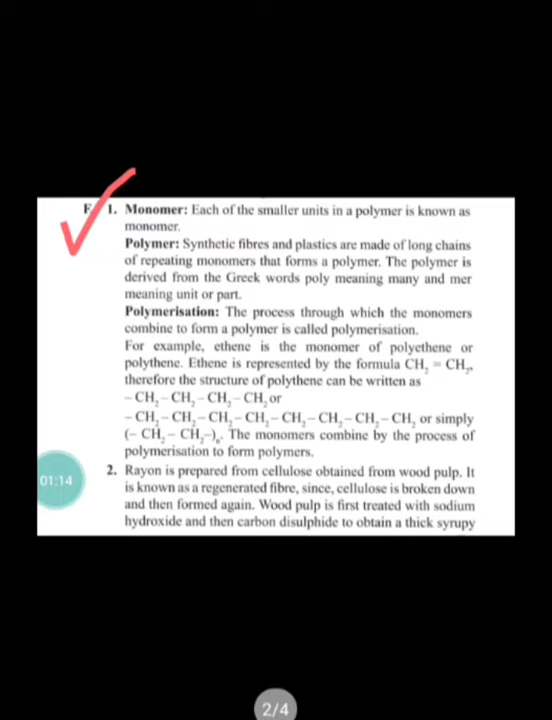 F 1. Monomer: Each of the smaller units in a polymer is known as
monomer.
Polymer: Synthetic fibres and plastics are made of long chains
of repeating monomers that forms a polymer. The polymer is
derived from the Greek words poly meaning many and mer
meaning unit or part.
Polymerisation: The process through which the monomers
combine to form a polymer is called polymerisation.
For example, ethene is the monomer of polyethene or
polythene. Ethene is represented by the formula CH₂ = CH₂,
therefore the structure of polythene can be written as
– CH₂ – CH₂ – CH₂ – CH₂ or
– CH₂ – CH₂ – CH₂ – CH₂ – CH₂ – CH₂ – CH₂ – CH₂ or simply
(– CH₂ – CH₂ –)ₙ. The monomers combine by the process of
polymerisation to form polymers.
2. Rayon is prepared from cellulose obtained from wood pulp. It
is known as a regenerated fibre, since, cellulose is broken down
and then formed again. Wood pulp is first treated with sodium
hydroxide and then carbon disulphide to obtain a thick syrupy
01:14
2/4